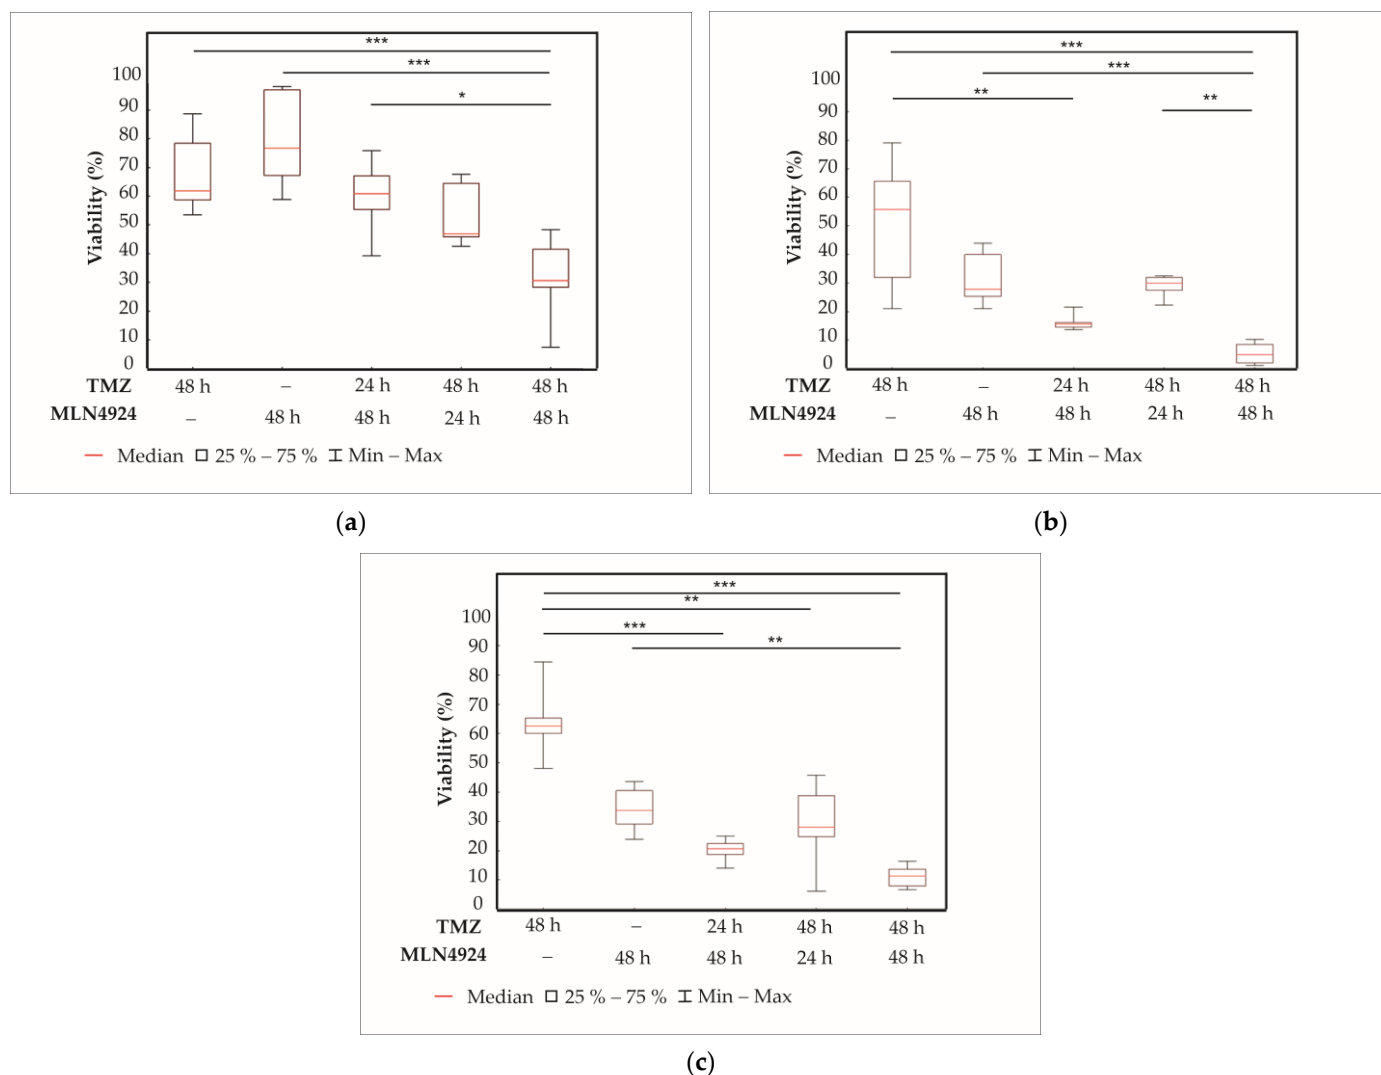 ***
***
*
100
90
80
70
60
50
40
30
20
10
0
Viability (%)
TMZ 48 h – 24 h 48 h 48 h
MLN4924 – 48 h 48 h 24 h 48 h
Median 25 % – 75 % Min – Max
(a)
***
***
**
**
100
90
80
70
60
50
40
30
20
10
0
Viability (%)
TMZ 48 h – 24 h 48 h 48 h
MLN4924 – 48 h 48 h 24 h 48 h
Median 25 % – 75 % Min – Max
(b)
***
**
***
**
100
90
80
70
60
50
40
30
20
10
0
Viability (%)
TMZ 48 h – 24 h 48 h 48 h
MLN4924 – 48 h 48 h 24 h 48 h
Median 25 % – 75 % Min – Max
(c)